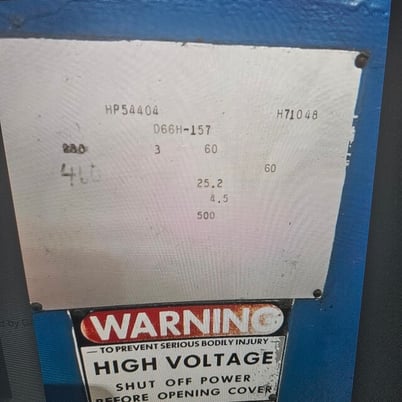 HP54404 H71048
D66H-157
230 3 60
460 60
25.2
4.5
500
WARNING
TO PREVENT SERIOUS BODILY INJURY
HIGH VOLTAGE
SHUT OFF POWER
BEFORE OPENING COVER